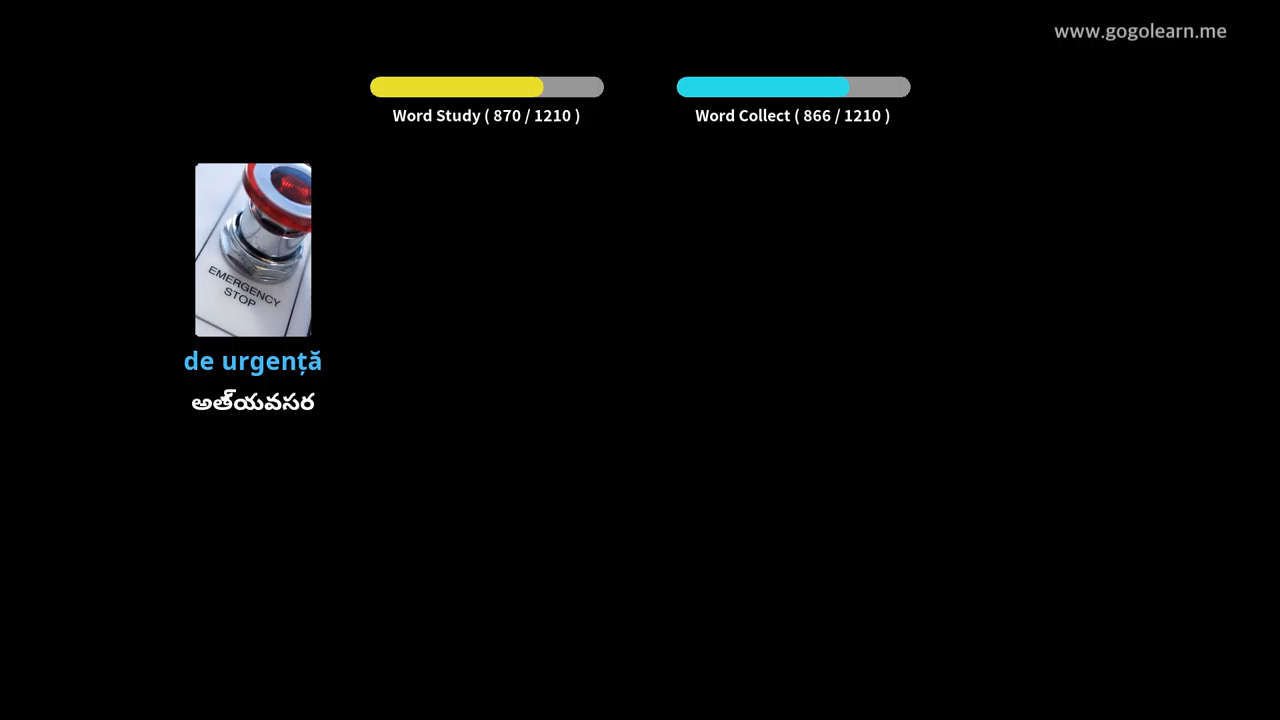 www.gogolearn.me
Word Study ( 870 / 1210 )
Word Collect ( 866 / 1210 )
EMERGENCY
STOP
de urgență
అత్యవసర